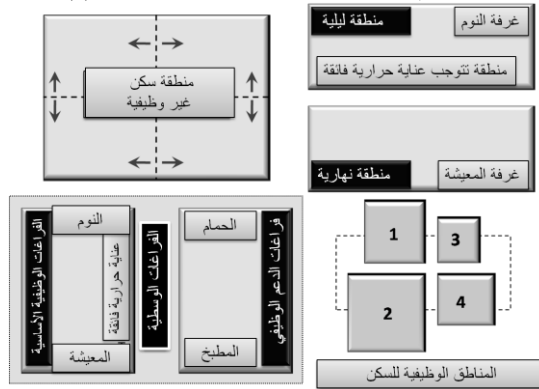 منطقة سكن
غير وظيفية
غرفة النوم
منطقة ليلية
منطقة تتوجب عناية حرارية فائقة
غرفة المعيشة
منطقة نهارية
فراغات الدعم الوظيفي
الحمام
المطبخ
الفراغات الوسطية
النوم
عناية حرارية فائقة
المعيشة
الفراغات الوظيفية الأساسية
1
3
2
4
المناطق الوظيفية للسكن